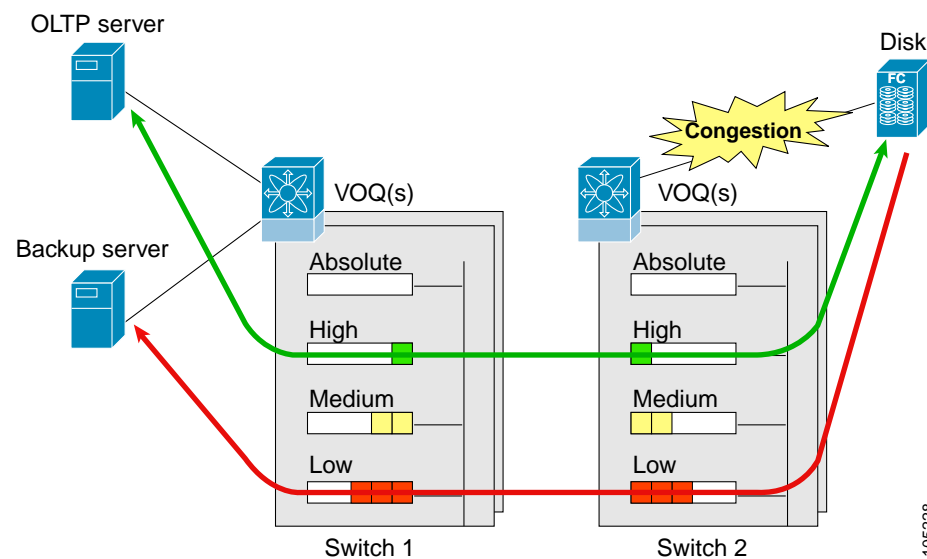 OLTP server
Disk
FC
Congestion
VOQ(s)
VOQ(s)
Backup server
Absolute
Absolute
High
High
Medium
Medium
Low
Low
Switch 1
Switch 2